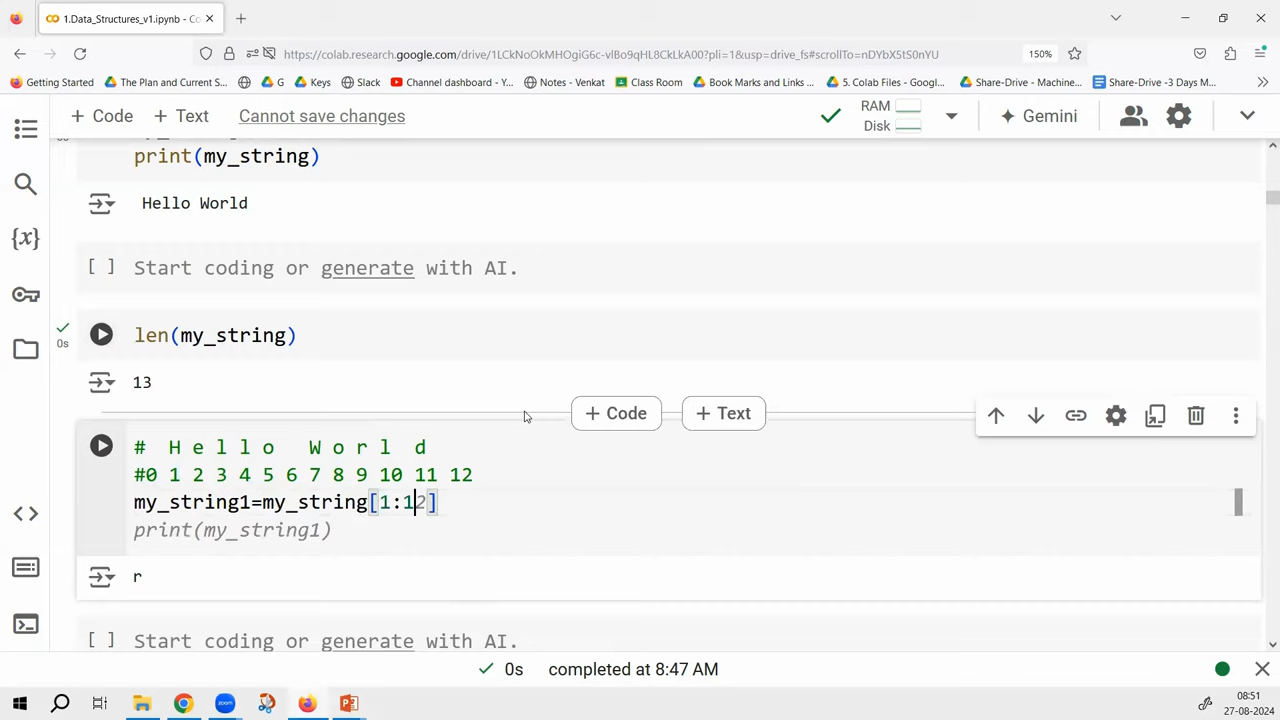 1.Data_Structures_v1.ipynb - Co
https://colab.research.google.com/drive/1LCkNoOkMHOgiG6c-vlBo9qHL8CkLkA00?pli=1&usp=drive_fs#scrollTo=nDYbX5tS0nYU
150%
Getting Started
The Plan and Current S...
G
Keys
Slack
Channel dashboard - Y...
Notes - Venkat
Class Room
Book Marks and Links ...
5. Colab Files - Googl...
Share-Drive - Machine...
Share-Drive -3 Days M...
+ Code
+ Text
Cannot save changes
RAM
Disk
Gemini
print(my_string)
Hello World
[ ] Start coding or generate with AI.
0s
len(my_string)
13
+ Code
+ Text
# H e l l o W o r l d
#0 1 2 3 4 5 6 7 8 9 10 11 12
my_string1=my_string[1:12]
print(my_string1)
r
[ ] Start coding or generate with AI.
0s completed at 8:47 AM
zoom
08:51
27-08-2024